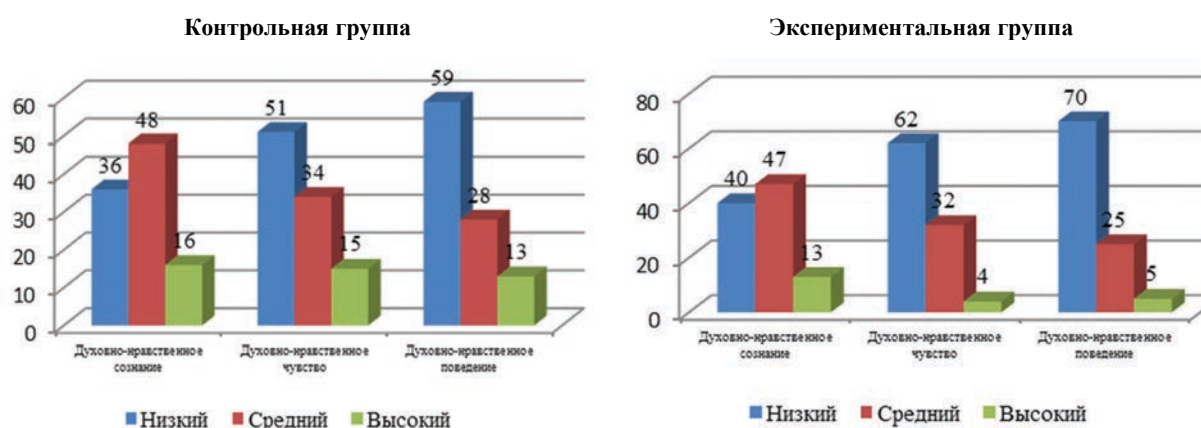 Контрольная группа
60
50
40
30
20
10
0
36
48
16
51
34
15
59
28
13
Духовно-нравственное
сознание
Духовно-нравственное
чувство
Духовно-нравственное
поведение
Низкий Средний Высокий
Экспериментальная группа
80
60
40
20
0
40
47
13
62
32
4
70
25
5
Духовно-нравственное
сознание
Духовно-нравственное
чувство
Духовно-нравственное
поведение
Низкий Средний Высокий